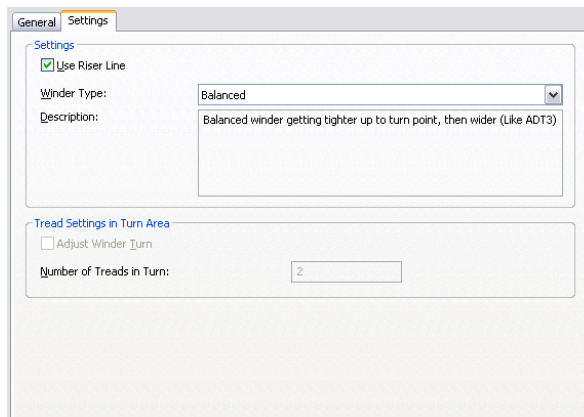 General Settings
Settings
Use Riser Line
Winder Type: Balanced
Description: Balanced winder getting tighter up to turn point, then wider (Like ADT3)
Tread Settings in Turn Area
Adjust Winder Turn
Number of Treads in Turn: 2